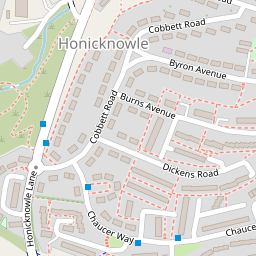 Cobbett Road
Honicknowle
Byron Avenue
Burns Avenue
Cobbett Road
Dickens Road
Honicknowle Lane
Chaucer Way
Chauce